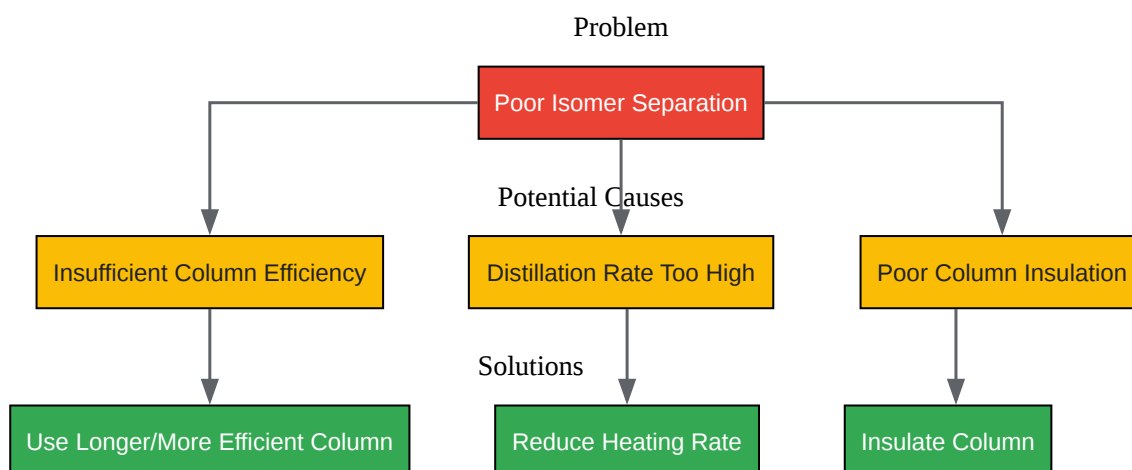 Problem
Poor Isomer Separation
Potential Causes
Insufficient Column Efficiency
Distillation Rate Too High
Poor Column Insulation
Solutions
Use Longer/More Efficient Column
Reduce Heating Rate
Insulate Column